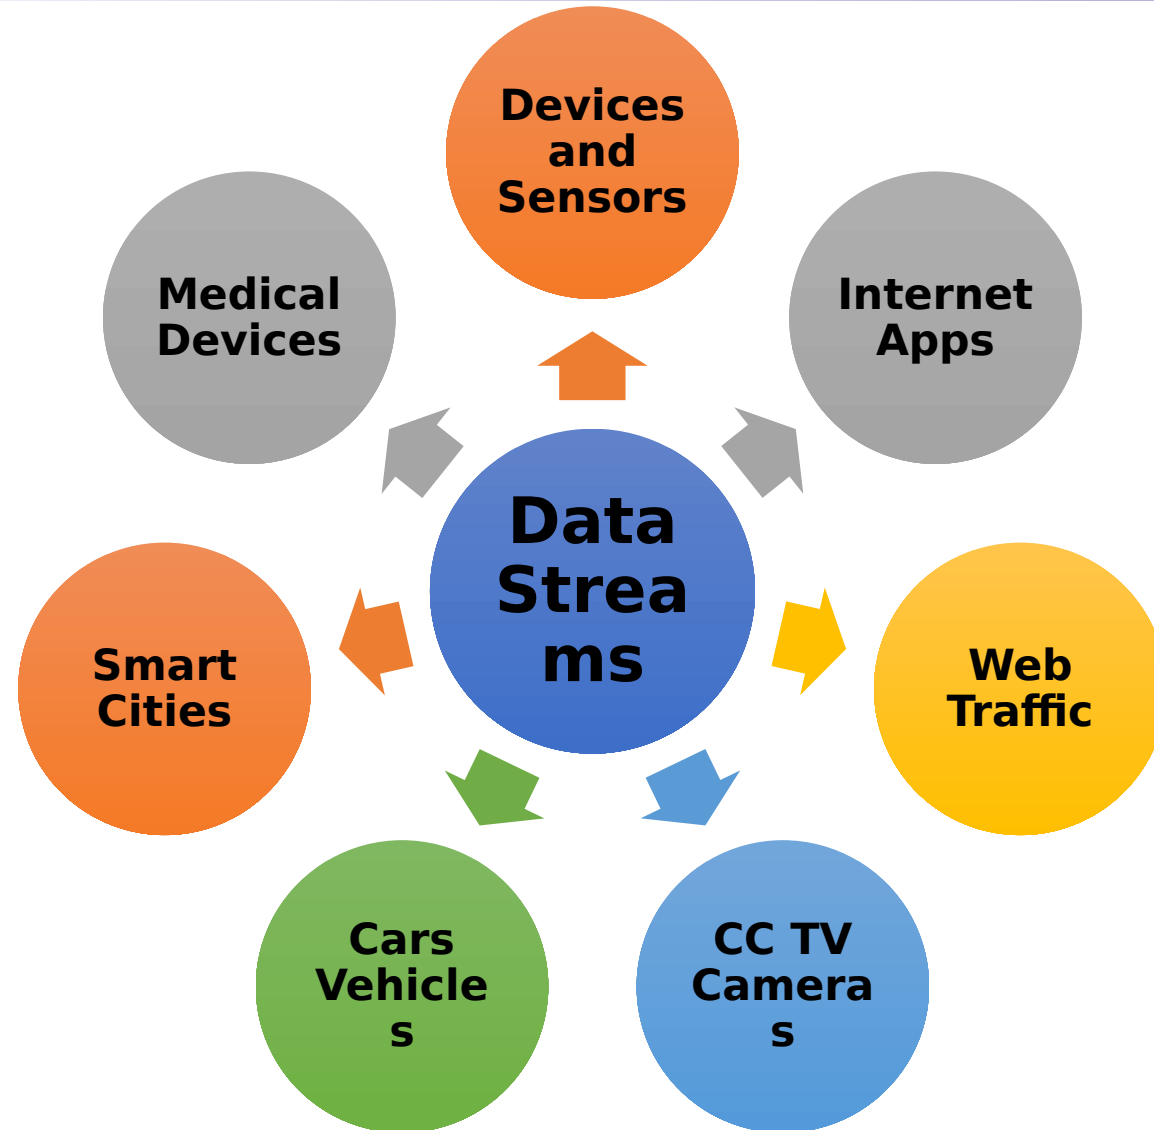 Devices
and
Sensors
Medical
Devices
Internet
Apps
Data
Strea
ms
Smart
Cities
Web
Traffic
Cars
Vehicle
s
CC TV
Camera
s